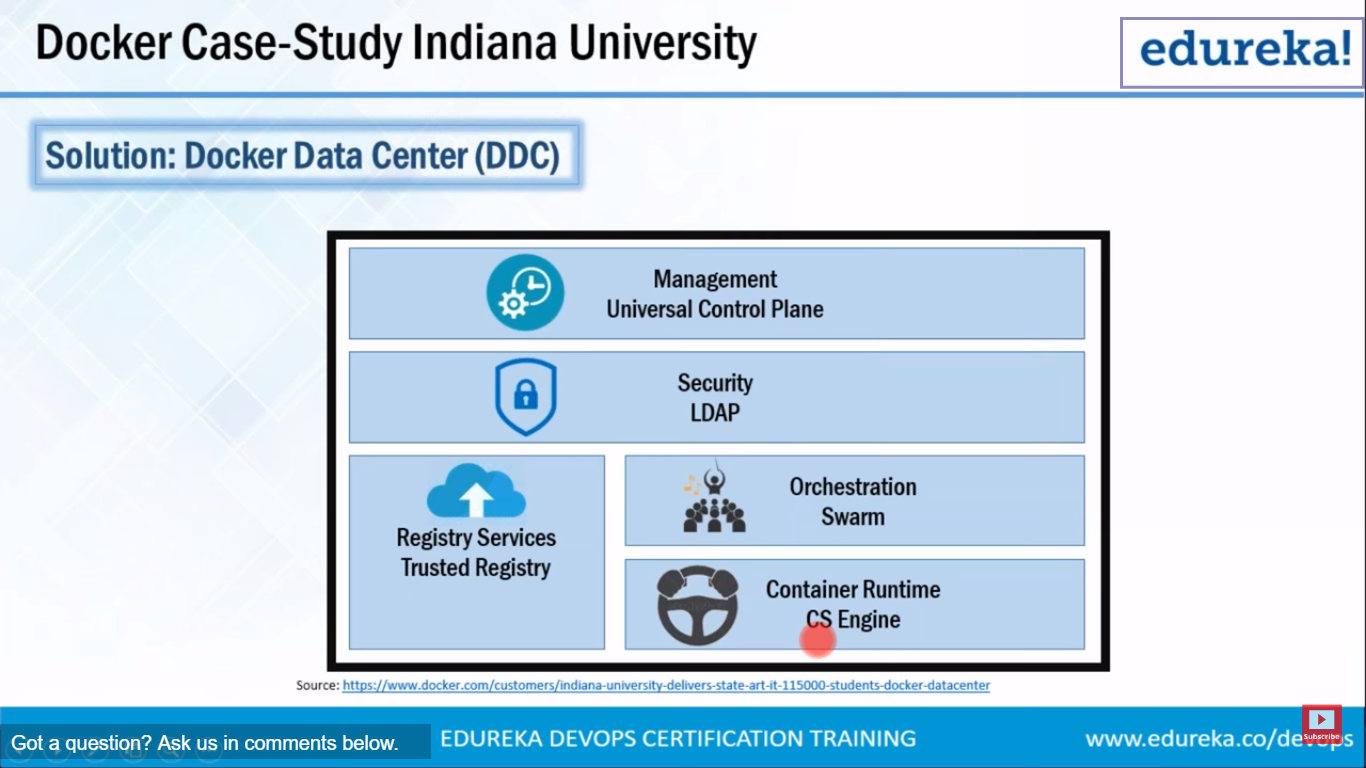 Docker Case-Study Indiana University
edureka!
Solution: Docker Data Center (DDC)
Management
Universal Control Plane
Security
LDAP
Registry Services
Trusted Registry
Orchestration
Swarm
Container Runtime
CS Engine
Source: https://www.docker.com/customers/indiana-university-delivers-state-art-it-115000-students-docker-datacenter
Got a question? Ask us in comments below.
EDUREKA DEVOPS CERTIFICATION TRAINING
Subscribe
www.edureka.co/devops